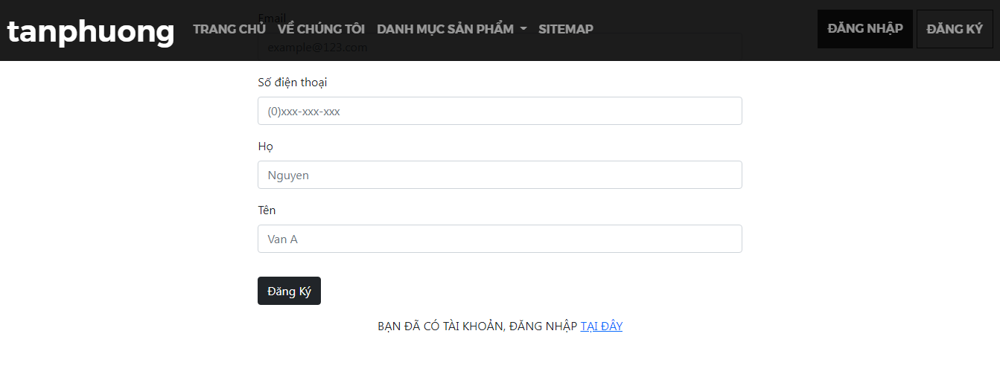 Email
tanphuong TRANG CHỦ VỀ CHÚNG TÔI DANH MỤC SẢN PHẨM SITEMAP ĐĂNG NHẬP ĐĂNG KÝ
example@123.com
Số điện thoại
(0)xxx-xxx-xxx
Họ
Nguyen
Tên
Van A
Đăng Ký
BẠN ĐÃ CÓ TÀI KHOẢN, ĐĂNG NHẬP TẠI ĐÂY